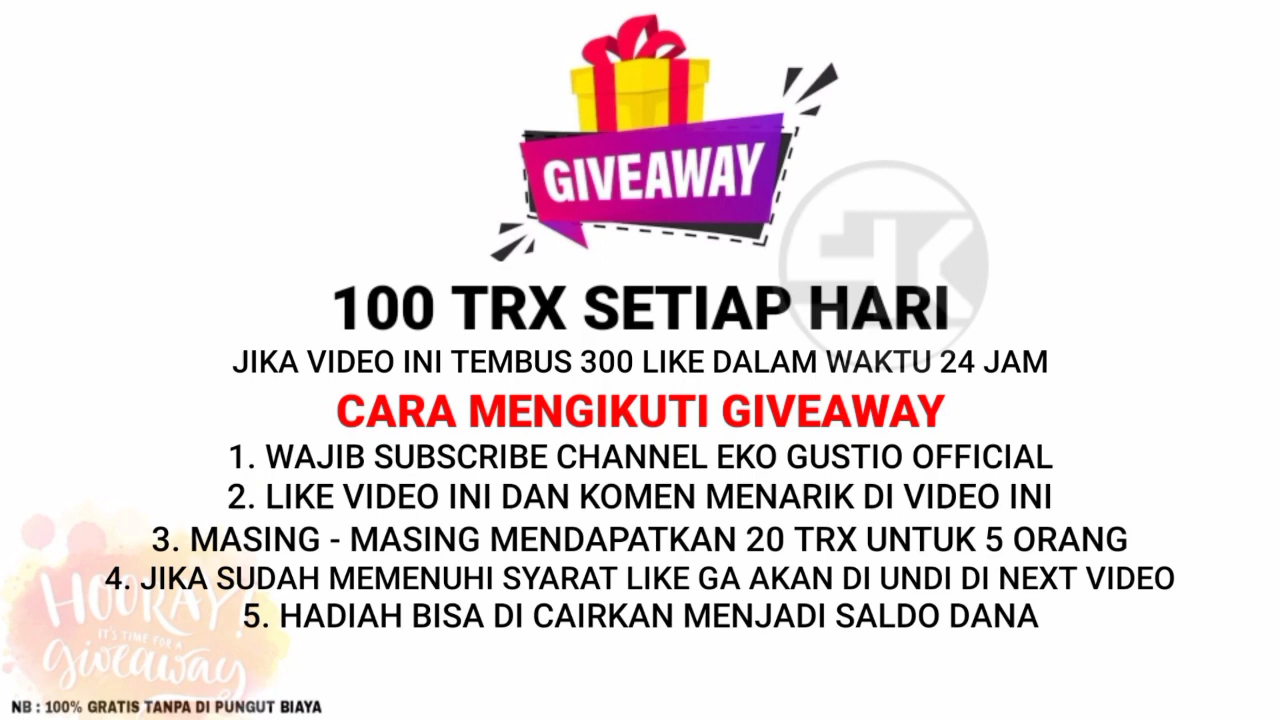 GIVEAWAY
100 TRX SETIAP HARI
JIKA VIDEO INI TEMBUS 300 LIKE DALAM WAKTU 24 JAM
CARA MENGIKUTI GIVEAWAY
1. WAJIB SUBSCRIBE CHANNEL EKO GUSTIO OFFICIAL
2. LIKE VIDEO INI DAN KOMEN MENARIK DI VIDEO INI
3. MASING - MASING MENDAPATKAN 20 TRX UNTUK 5 ORANG
4. JIKA SUDAH MEMENUHI SYARAT LIKE GA AKAN DI UNDI DI NEXT VIDEO
5. HADIAH BISA DI CAIRKAN MENJADI SALDO DANA
HOORAY!
IT'S TIME FOR A
giveaway
NB : 100% GRATIS TANPA DI PUNGUT BIAYA